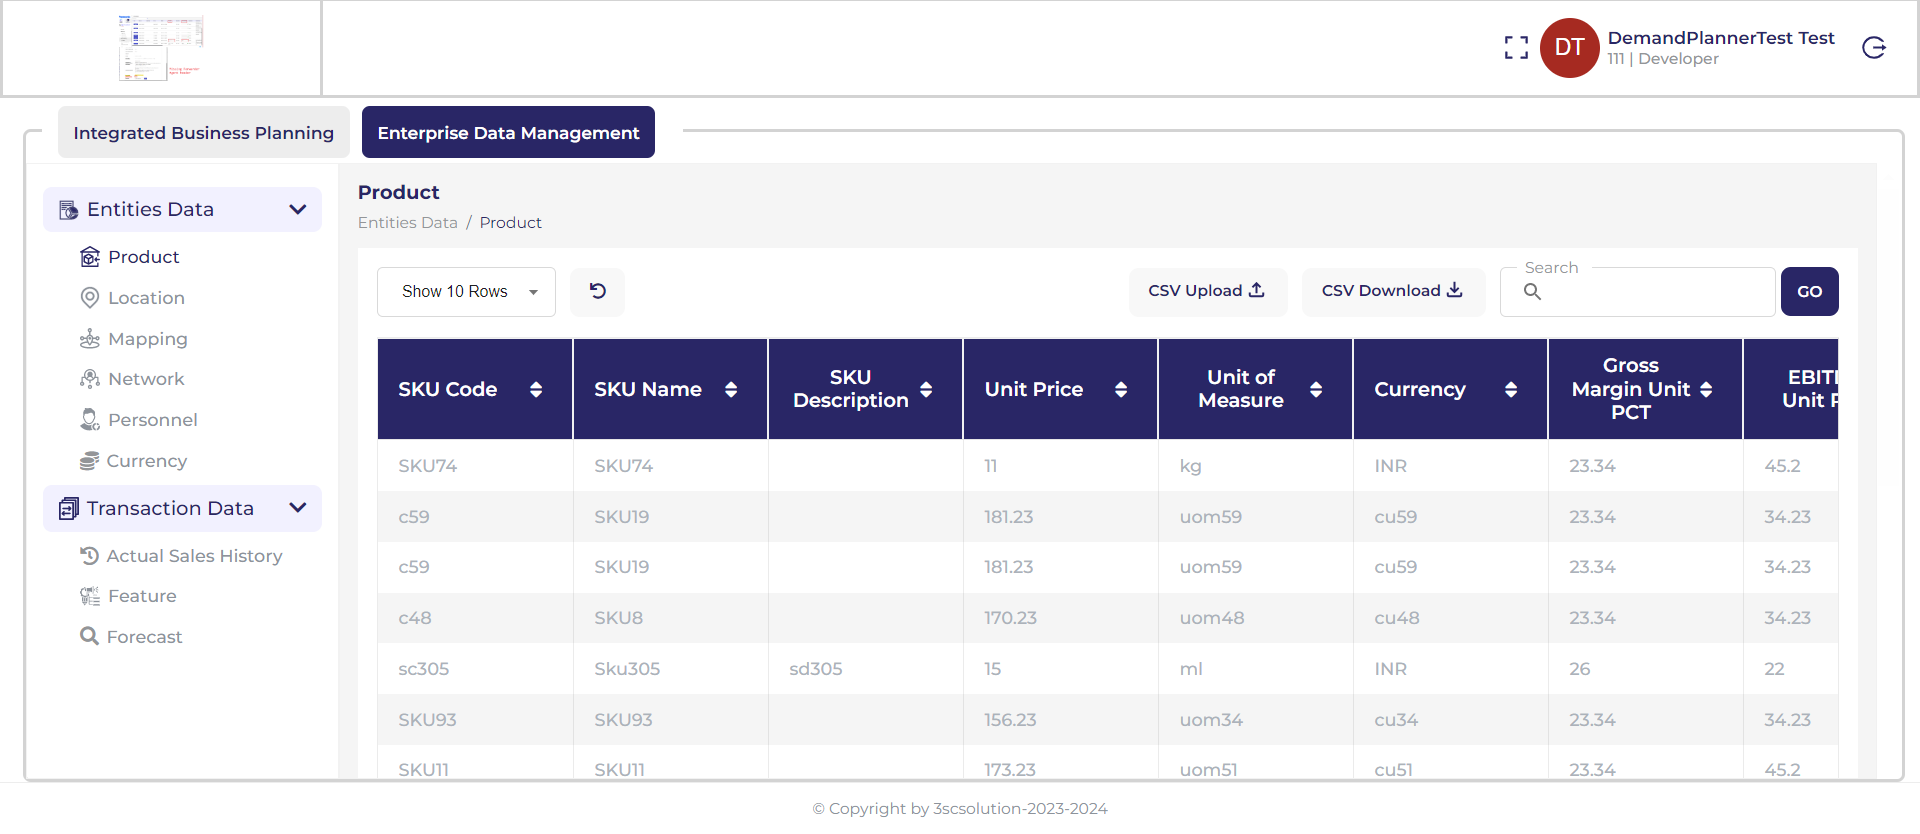 DT
DemandPlannerTest Test
111 | Developer
Integrated Business Planning
Enterprise Data Management
Entities Data
Product
Location
Mapping
Network
Personnel
Currency
Transaction Data
Actual Sales History
Feature
Forecast
Product
Entities Data / Product
Show 10 Rows
CSV Upload
CSV Download
Search
GO
SKU Code
SKU Name
SKU
Description
Unit Price
Unit of
Measure
Currency
Gross
Margin Unit
PCT
Unit
SKU74 SKU74 11 kg INR 23.34 45.2
c59 SKU19 181.23 uom59 cu59 23.34 34.23
c59 SKU19 181.23 uom59 cu59 23.34 34.23
c48 SKU8 170.23 uom48 cu48 23.34 34.23
sc305 Sku305 sd305 15 ml INR 26 22
SKU93 SKU93 156.23 uom34 cu34 23.34 34.23
SKU11 SKU11 173.23 uom51 cu51 23.34 45.2
© Copyright by 3scsolution-2023-2024